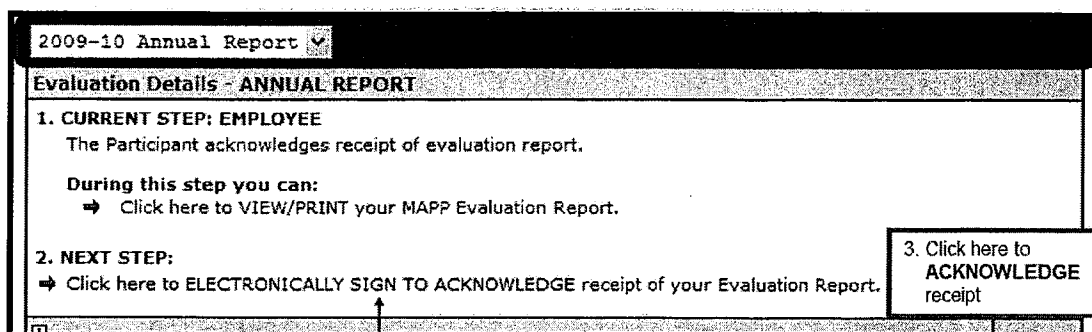 2009-10 Annual Report
Evaluation Details - ANNUAL REPORT
1. CURRENT STEP: EMPLOYEE
The Participant acknowledges receipt of evaluation report.
During this step you can:
➡ Click here to VIEW/PRINT your MAPP Evaluation Report.
2. NEXT STEP:
➡ Click here to ELECTRONICALLY SIGN TO ACKNOWLEDGE receipt of your Evaluation Report.
3. Click here to
ACKNOWLEDGE
receipt